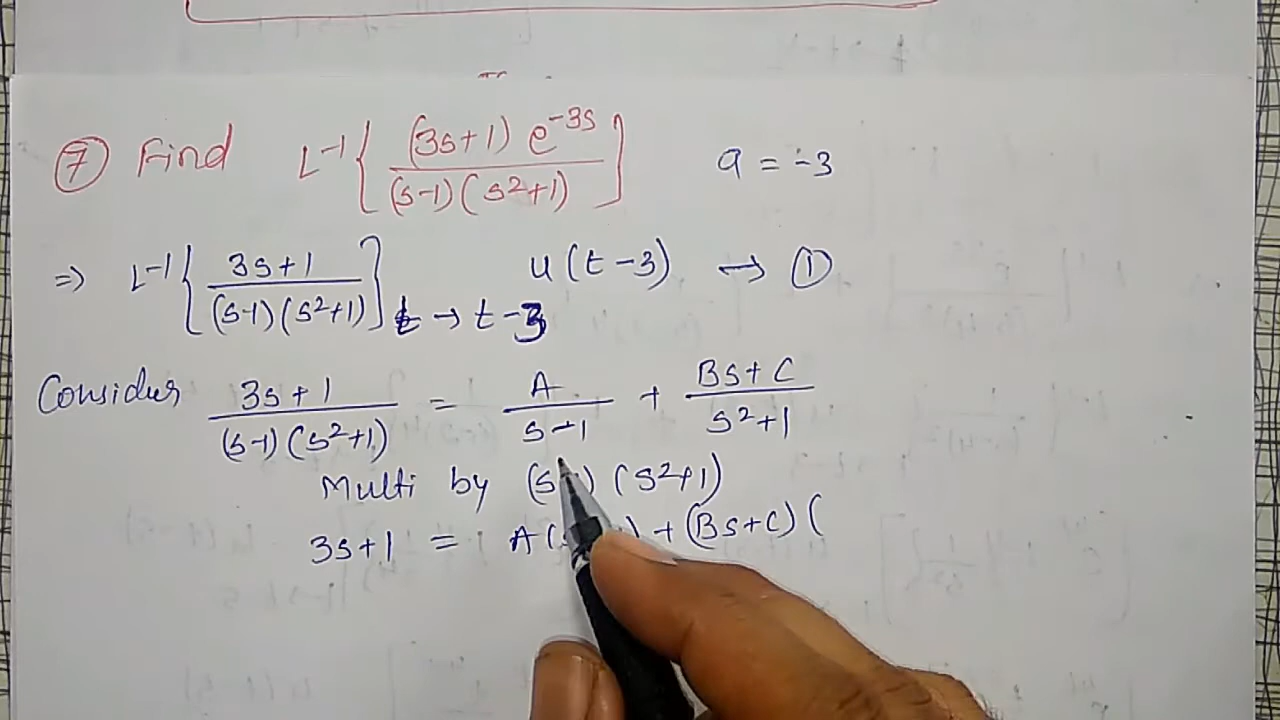 ⑦ Find L⁻¹{ (3s+1) e^-3s / (s-1)(s²+1) } a = -3
=> L⁻¹{ 3s+1 / (s-1)(s²+1) } t → t-3 u(t-3) → ①
Consider 3s+1 / (s-1)(s²+1) = A / s-1 + Bs+C / s²+1
Multi by (s ) (s²+1)
3s+1 = A( ) + (Bs+C) (